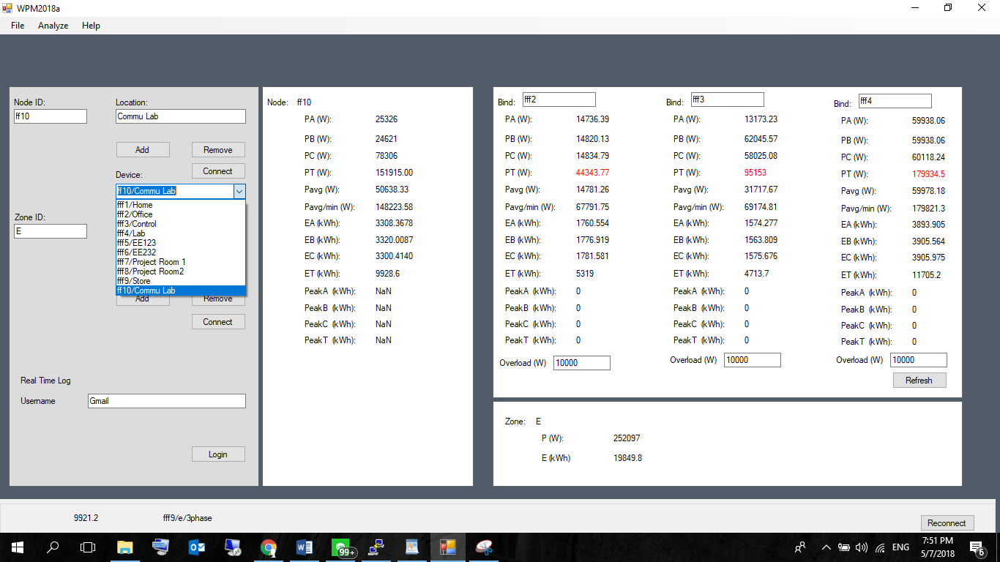 WPM2018a
File Analyze Help
Node ID:
Location:
ff10
Commu Lab
Add
Remove
Connect
Device:
ff10/Commu Lab
fff1/Home
fff2/Office
fff3/Control
fff4/Lab
fff5/EE123
fff6/EE232
fff7/Project Room 1
fff8/Project Room2
fff9/Store
ff10/Commu Lab
Zone ID:
E
Add
Remove
Connect
Real Time Log
Username
Gmail
Login
Node: ff10
PA (W): 25326
PB (W): 24621
PC (W): 78306
PT (W): 151915.00
Pavg (W): 50638.33
Pavg/min (W): 148223.58
EA (kWh): 3308.3678
EB (kWh): 3320.0087
EC (kWh): 3300.4140
ET (kWh): 9928.6
PeakA (kWh): NaN
PeakB (kWh): NaN
PeakC (kWh): NaN
PeakT (kWh): NaN
Bind: fff2
PA (W): 14736.39
PB (W): 14820.13
PC (W): 14834.79
PT (W): 44343.77
Pavg (W): 14781.26
Pavg/min (W): 67791.75
EA (kWh): 1760.554
EB (kWh): 1776.919
EC (kWh): 1781.581
ET (kWh): 5319
PeakA (kWh): 0
PeakB (kWh): 0
PeakC (kWh): 0
PeakT (kWh): 0
Overload (W) 10000
Bind: fff3
PA (W): 13173.23
PB (W): 62045.57
PC (W): 58025.08
PT (W): 95153
Pavg (W): 31717.67
Pavg/min (W): 69174.81
EA (kWh): 1574.277
EB (kWh): 1563.809
EC (kWh): 1575.676
ET (kWh): 4713.7
PeakA (kWh): 0
PeakB (kWh): 0
PeakC (kWh): 0
PeakT (kWh): 0
Overload (W) 10000
Bind: fff4
PA (W): 59938.06
PB (W): 59938.06
PC (W): 60118.24
PT (W): 179934.5
Pavg (W): 59978.18
Pavg/min (W): 179821.3
EA (kWh): 3893.905
EB (kWh): 3905.564
EC (kWh): 3905.975
ET (kWh): 11705.2
PeakA (kWh): 0
PeakB (kWh): 0
PeakC (kWh): 0
PeakT (kWh): 0
Overload (W) 10000
Refresh
Zone: E
P (W): 252097
E (kWh) 19849.8
9921.2 fff9/e/3phase
Reconnect
99+
ENG
7:51 PM
5/7/2018
6